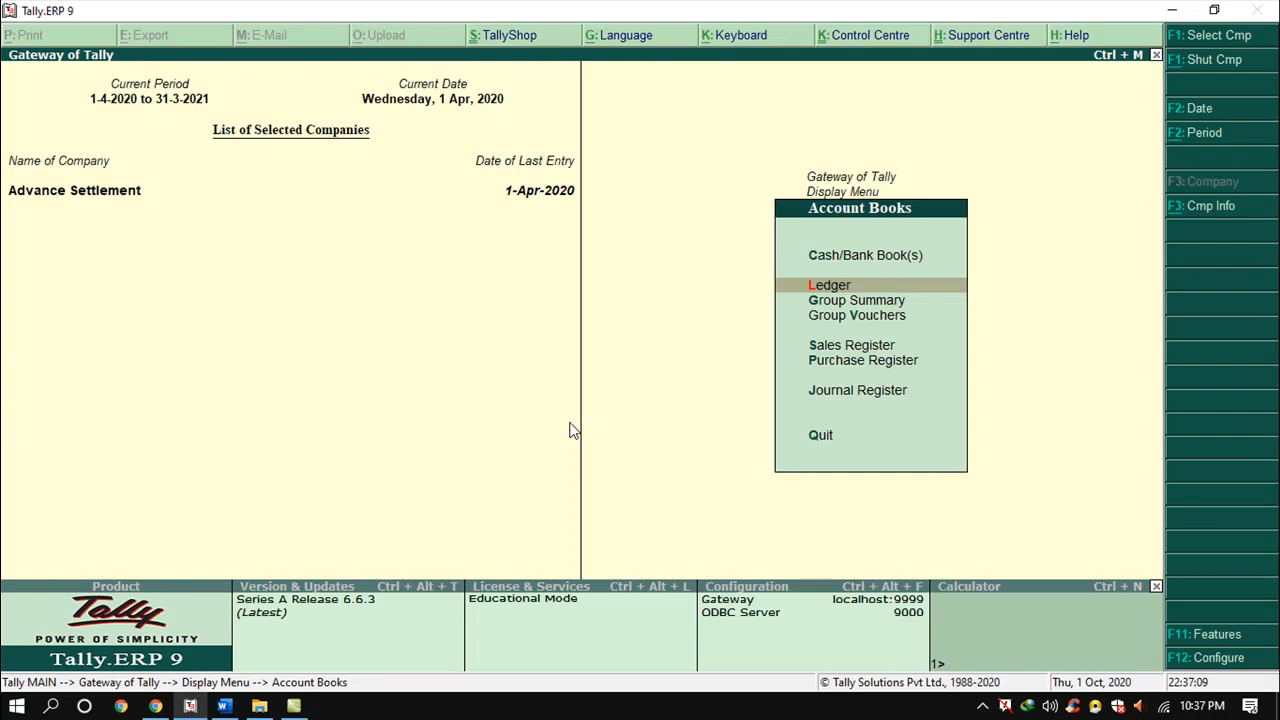 Tally.ERP 9
P: Print
E: Export
M: E-Mail
O: Upload
S: TallyShop
G: Language
K: Keyboard
K: Control Centre
H: Support Centre
H: Help
F1: Select Cmp
F1: Shut Cmp
F2: Date
F2: Period
F3: Company
F3: Cmp Info
F11: Features
F12: Configure
Gateway of Tally
Ctrl + M
Current Period
1-4-2020 to 31-3-2021
Current Date
Wednesday, 1 Apr, 2020
List of Selected Companies
Name of Company
Date of Last Entry
Advance Settlement
1-Apr-2020
Gateway of Tally
Display Menu
Account Books
Cash/Bank Book(s)
Ledger
Group Summary
Group Vouchers
Sales Register
Purchase Register
Journal Register
Quit
Product
Tally
POWER OF SIMPLICITY
Tally.ERP 9
Version & Updates Ctrl + Alt + T
Series A Release 6.6.3
(Latest)
License & Services Ctrl + Alt + L
Educational Mode
Configuration Ctrl + Alt + F
Gateway localhost:9999
ODBC Server 9000
Calculator Ctrl + N
1>
Tally MAIN --> Gateway of Tally --> Display Menu --> Account Books
© Tally Solutions Pvt Ltd., 1988-2020
Thu, 1 Oct, 2020
22:37:09
10:37 PM